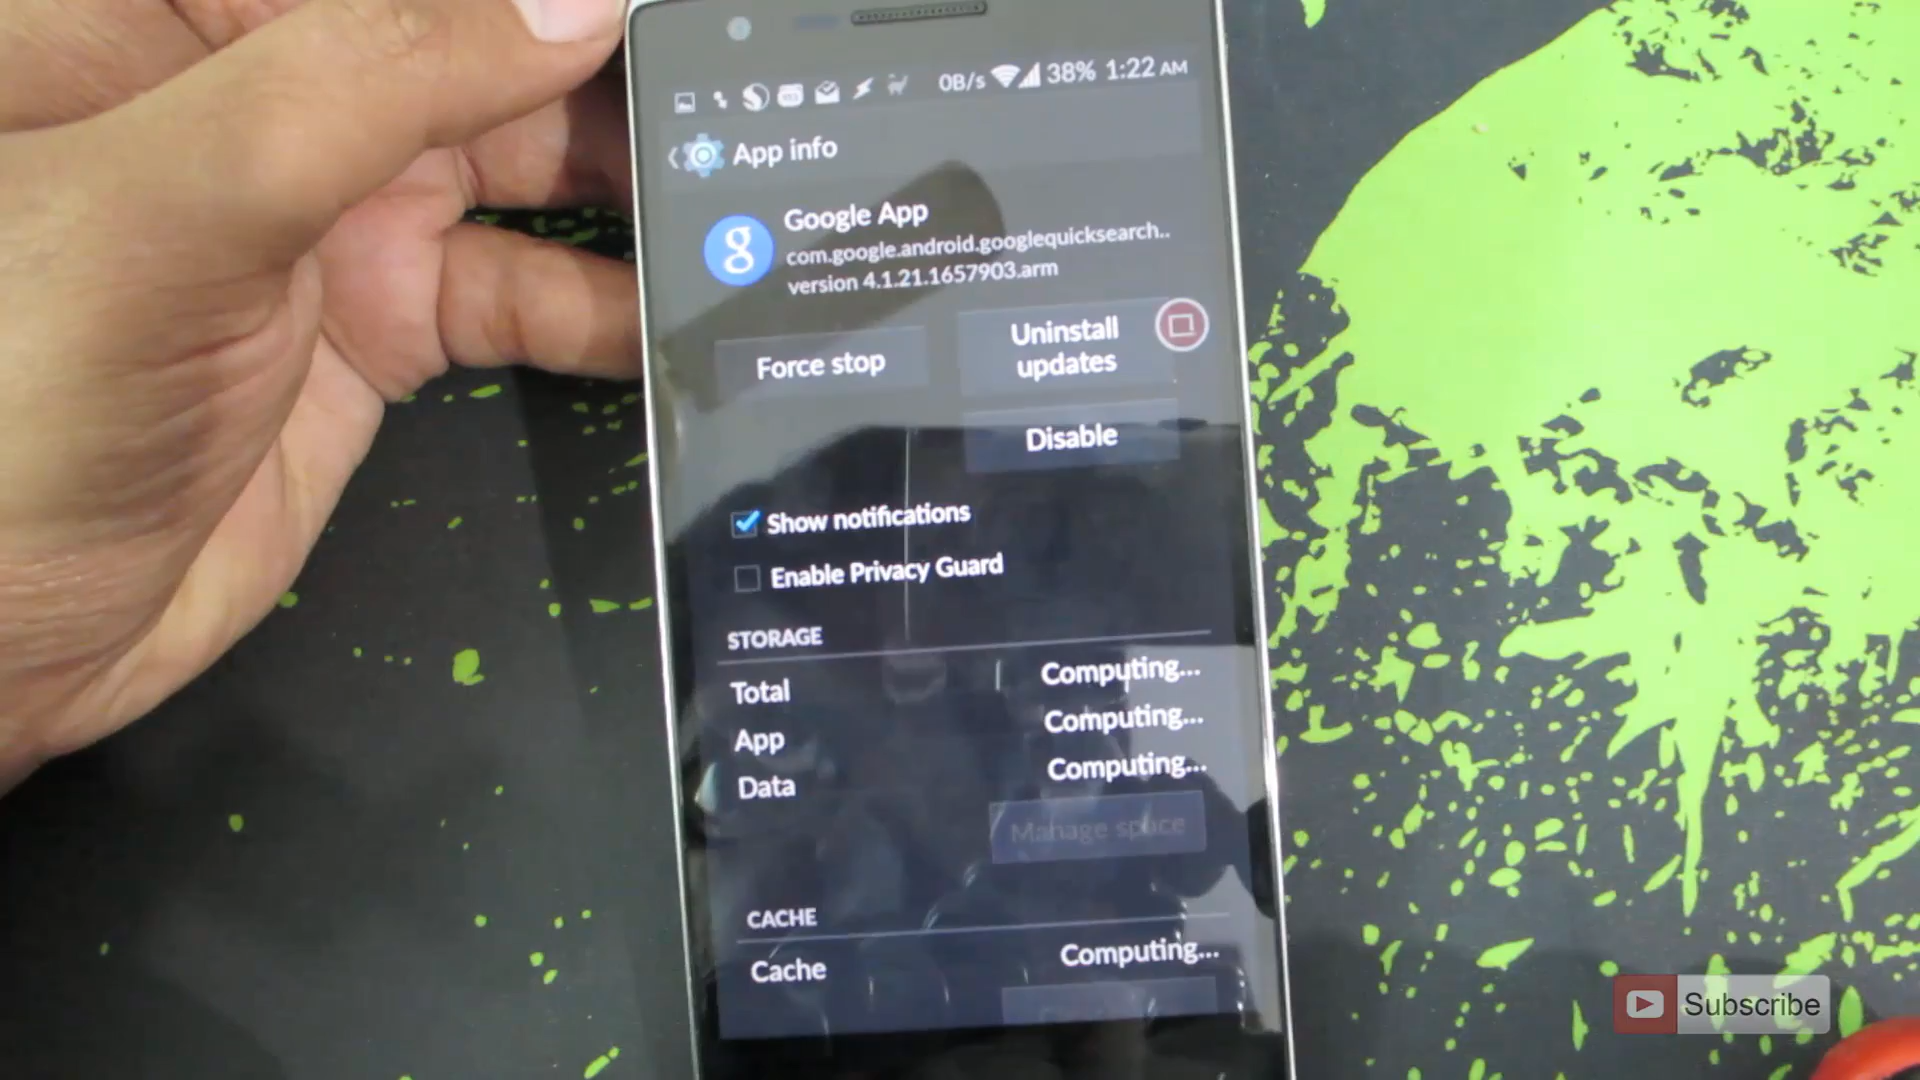 0B/s 38% 1:22 AM
App info
Google App
com.google.android.googlequicksearch..
version 4.1.21.1657903.arm
Force stop
Uninstall
updates
Disable
Show notifications
Enable Privacy Guard
STORAGE
Total Computing...
App Computing...
Data Computing...
Manage space
CACHE
Cache Computing...
Subscribe